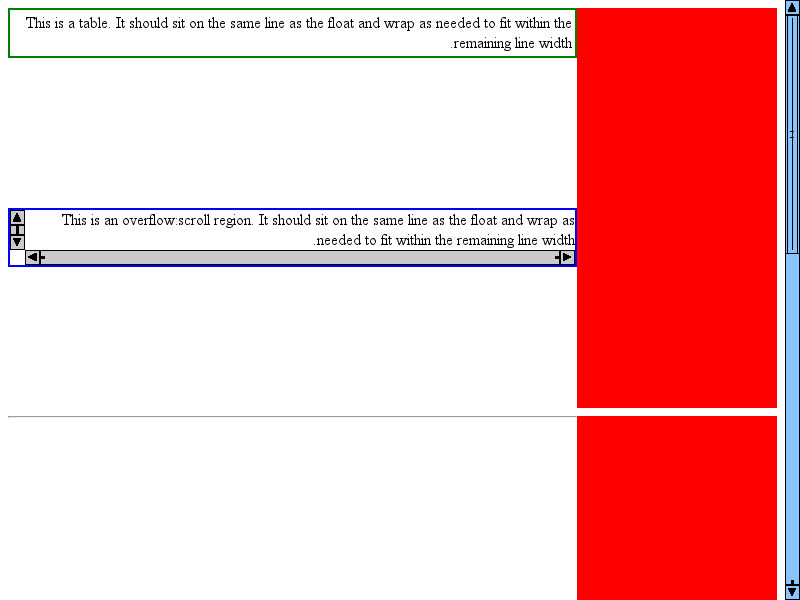 This is a table. It should sit on the same line as the float and wrap as needed to fit within the
.remaining line width
This is an overflow:scroll region. It should sit on the same line as the float and wrap as
.needed to fit within the remaining line width